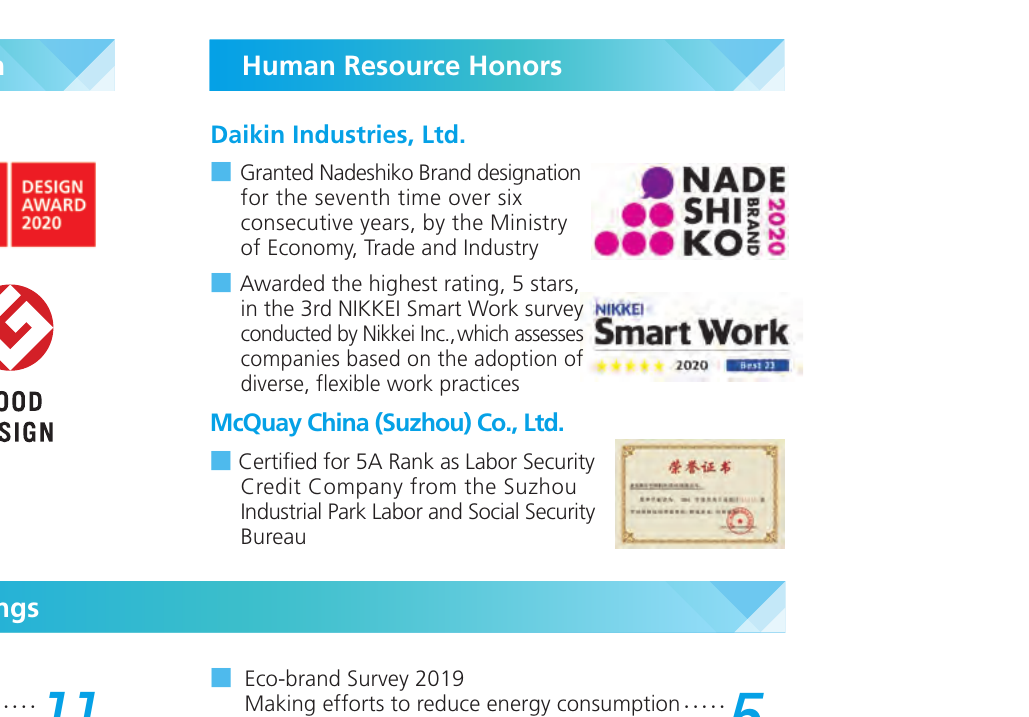 Human Resource Honors
DESIGN
AWARD
2020
Daikin Industries, Ltd.
Granted Nadeshiko Brand designation
for the seventh time over six
consecutive years, by the Ministry
of Economy, Trade and Industry
NADE
SHI
KO
BRAND
2020
Awarded the highest rating, 5 stars,
in the 3rd NIKKEI Smart Work survey
conducted by Nikkei Inc., which assesses
companies based on the adoption of
diverse, flexible work practices
NIKKEI
Smart Work
2020 Best 23
OOD
SIGN
McQuay China (Suzhou) Co., Ltd.
Certified for 5A Rank as Labor Security
Credit Company from the Suzhou
Industrial Park Labor and Social Security
Bureau
荣誉证书
ngs
Eco-brand Survey 2019
Making efforts to reduce energy consumption ..... 5
.... 11